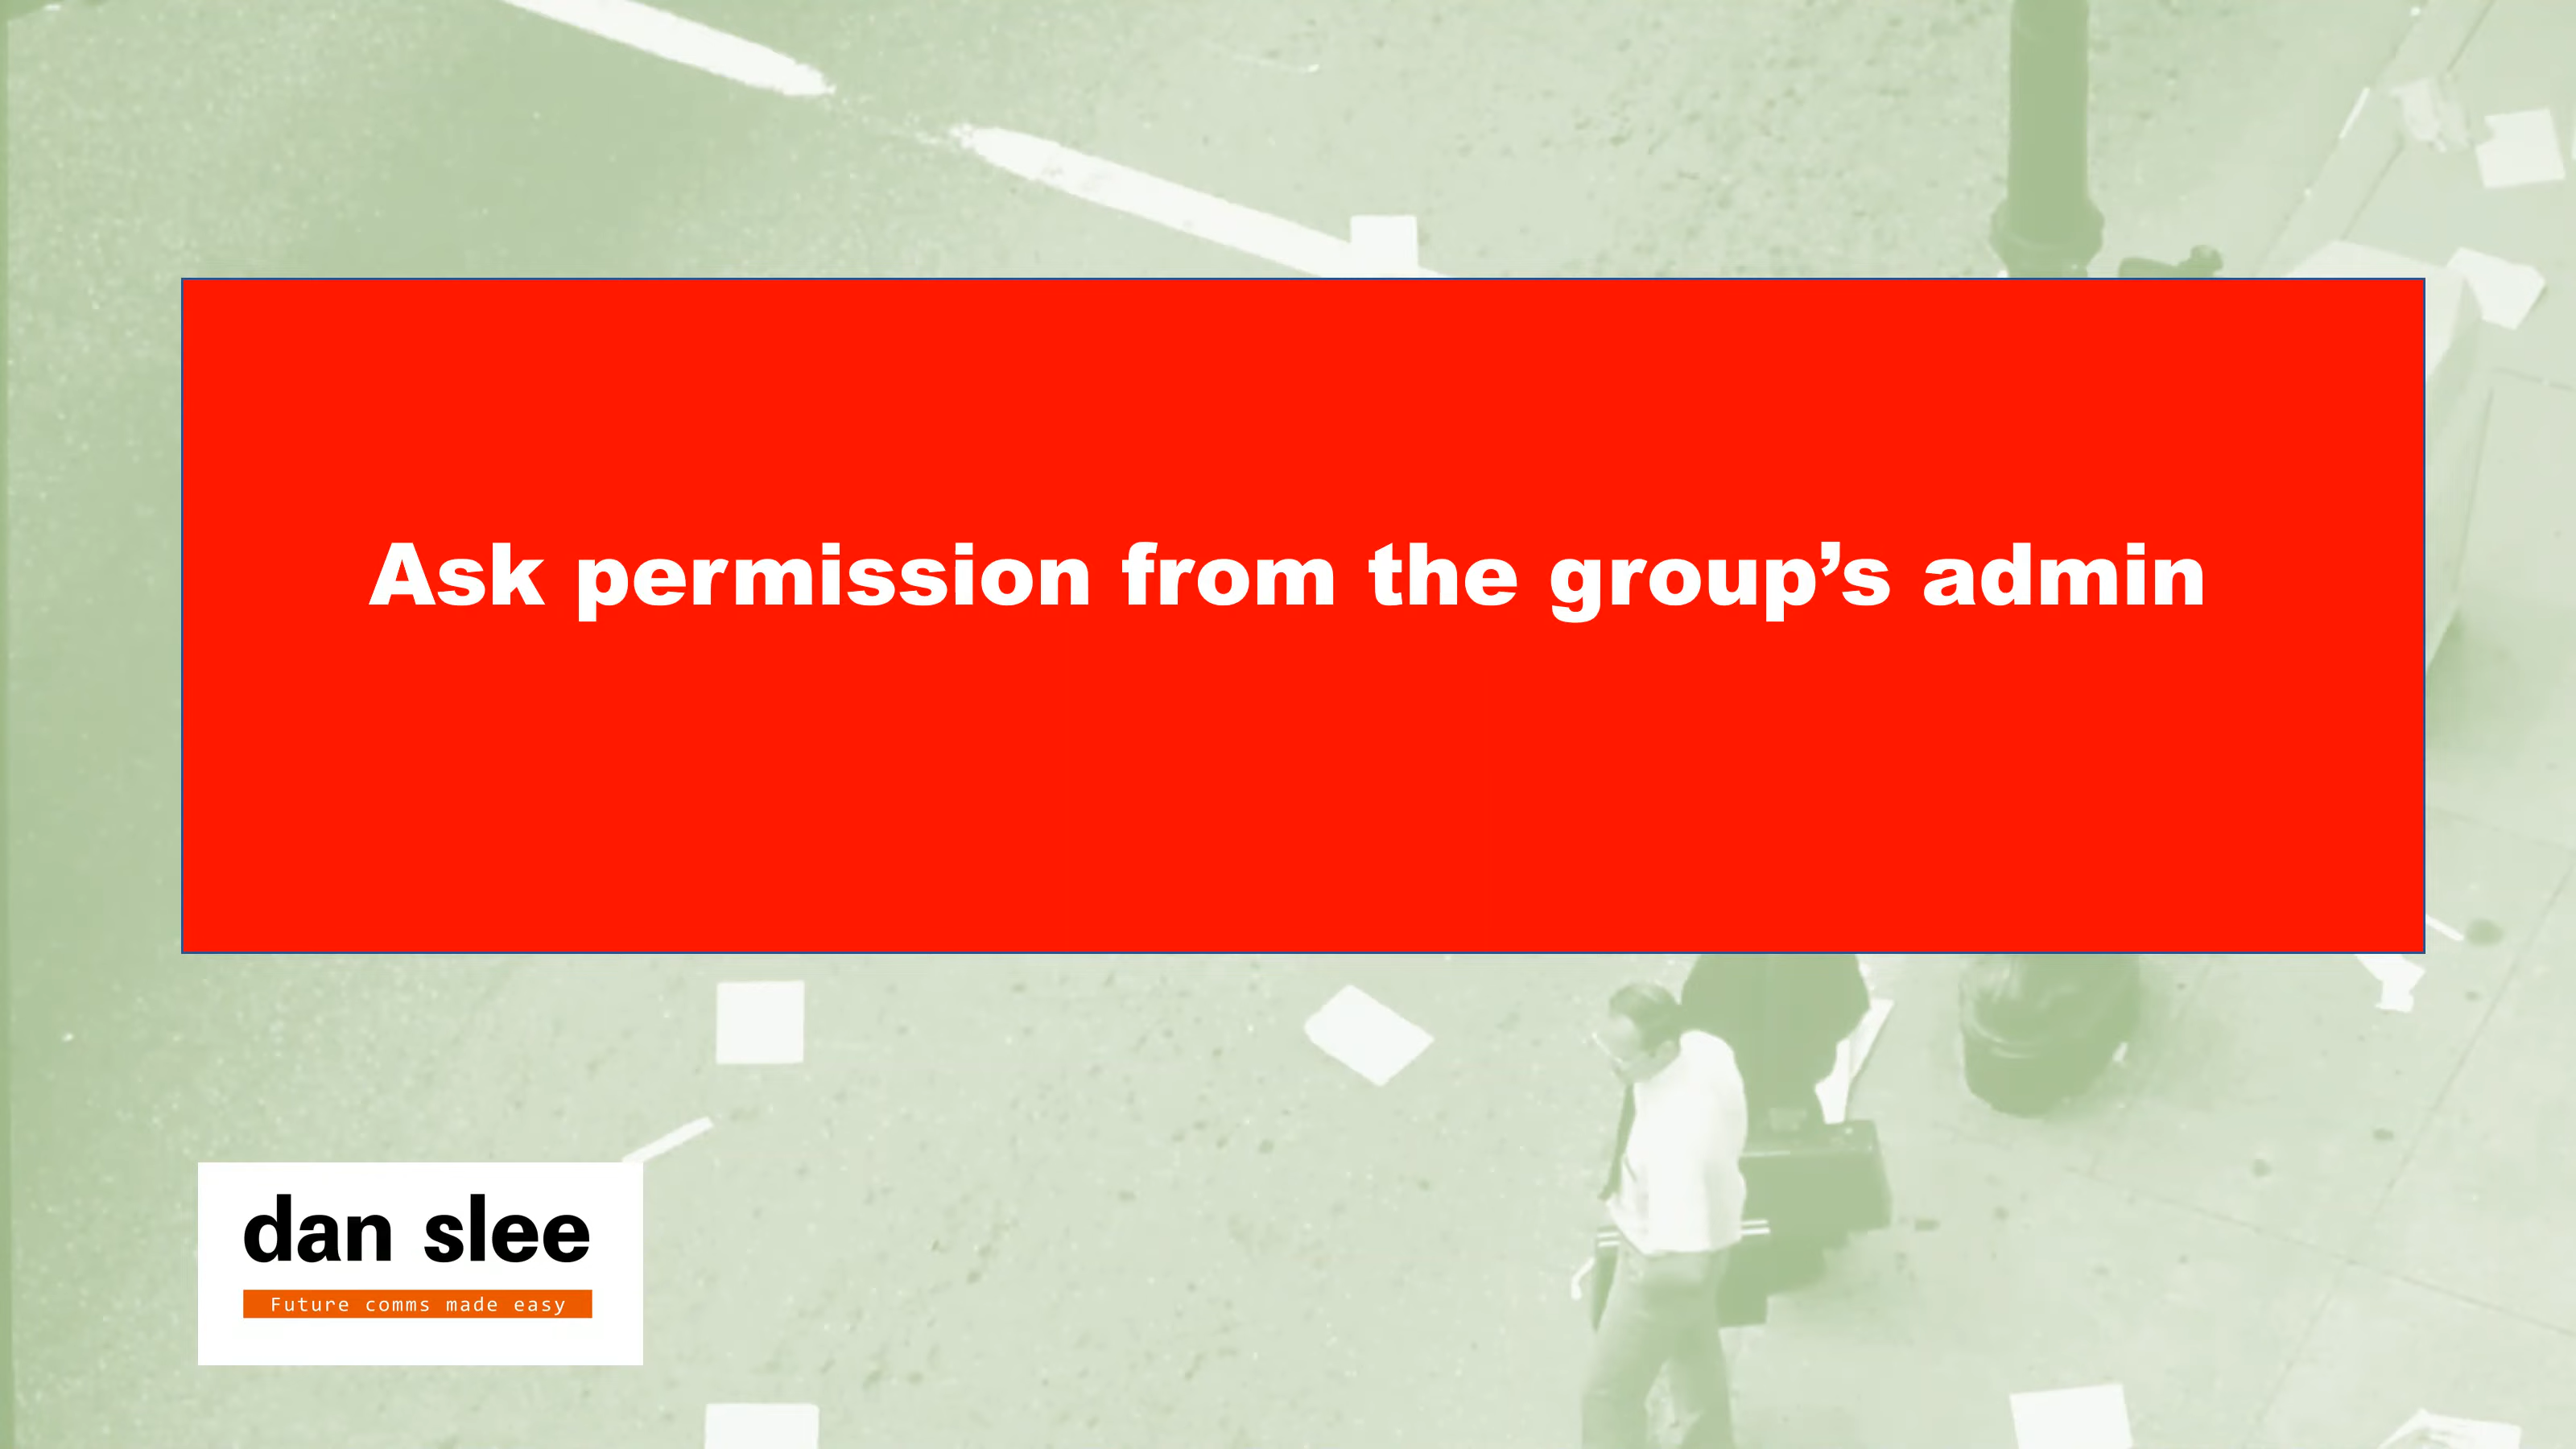 Ask permission from the group’s admin
dan slee
Future comms made easy